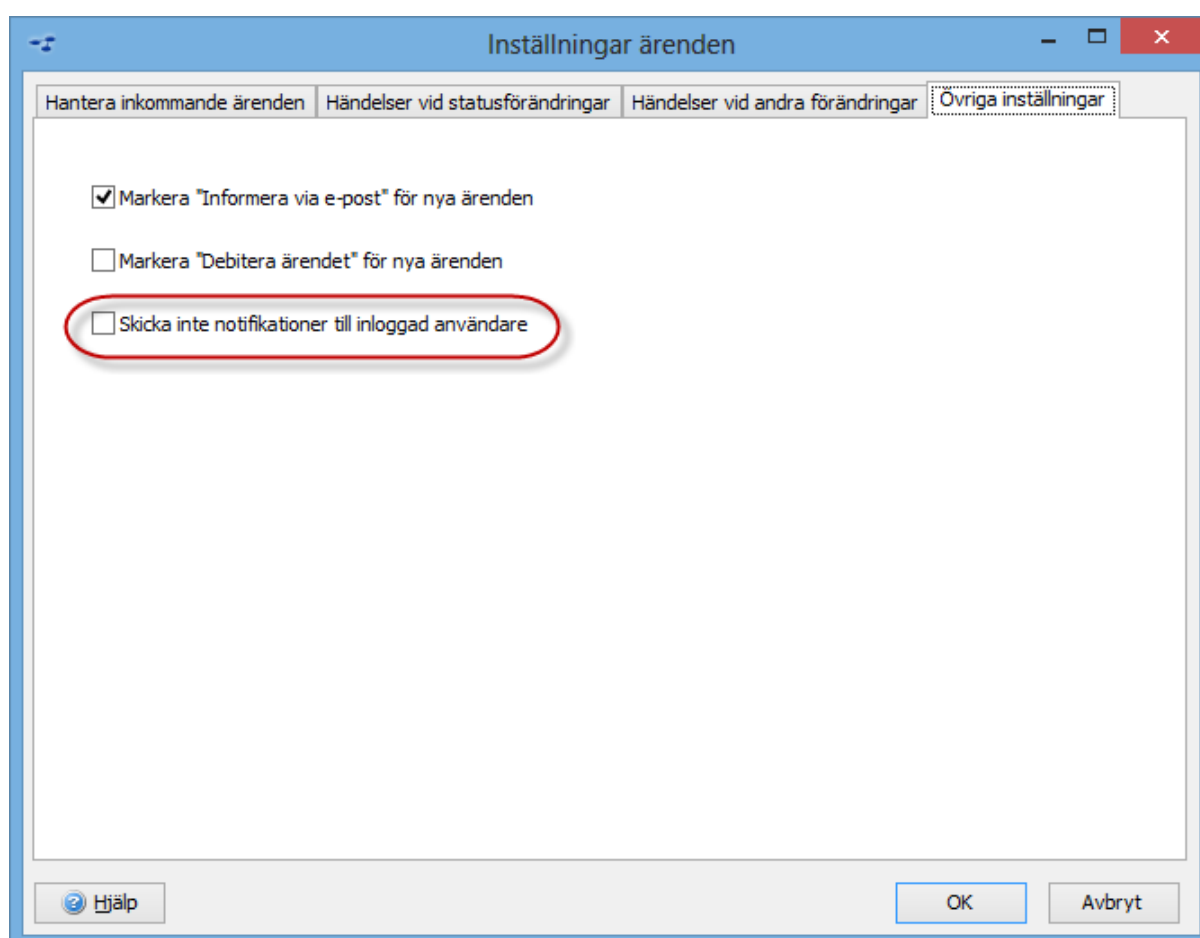 Inställningar ärenden
Hantera inkommande ärenden Händelser vid statusförändringar Händelser vid andra förändringar Övriga inställningar
Markera "Informera via e-post" för nya ärenden
Markera "Debitera ärendet" för nya ärenden
Skicka inte notifikationer till inloggad användare
Hjälp OK Avbryt